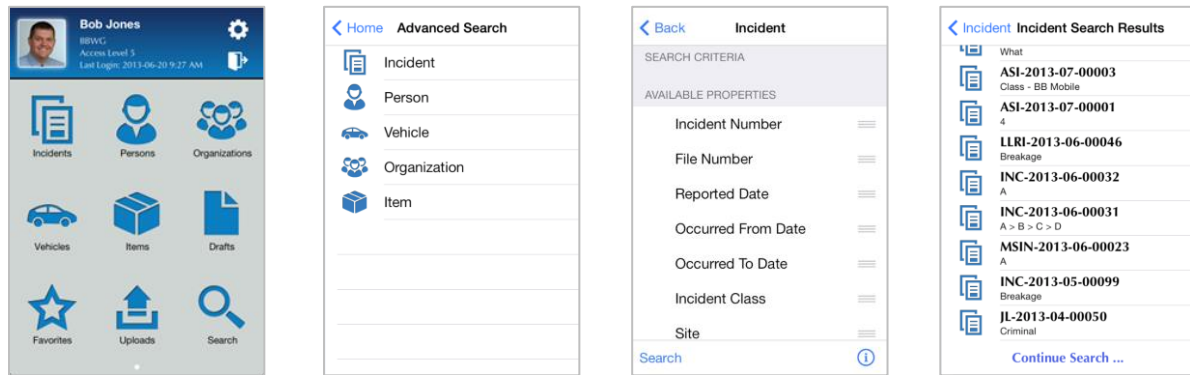 Bob Jones
BBWG
Access Level 5
Last Login: 2013-06-20 9:27 AM
Incidents
Persons
Organizations
Vehicles
Items
Drafts
Favorites
Uploads
Search
Home Advanced Search
Incident
Person
Vehicle
Organization
Item
Back Incident
SEARCH CRITERIA
AVAILABLE PROPERTIES
Incident Number
File Number
Reported Date
Occurred From Date
Occurred To Date
Incident Class
Site
Search
Incident Incident Search Results
What
ASI-2013-07-00003
Class - BB Mobile
ASI-2013-07-00001
4
LLRI-2013-06-00046
Breakage
INC-2013-06-00032
A
INC-2013-06-00031
A > B > C > D
MSIN-2013-06-00023
A
INC-2013-05-00099
Breakage
JL-2013-04-00050
Criminal
Continue Search ...